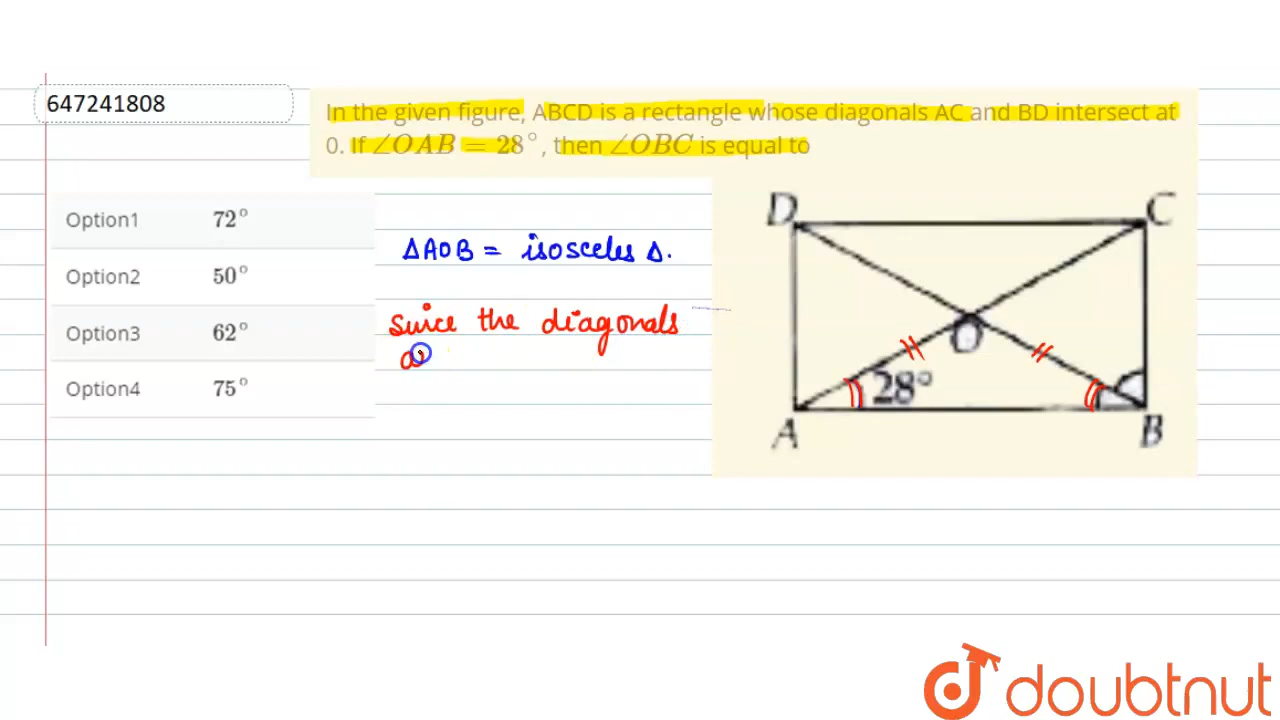 647241808
In the given figure, ABCD is a rectangle whose diagonals AC and BD intersect at
0. If ∠OAB = 28°, then ∠OBC is equal to
Option1 72°
Option2 50°
Option3 62°
Option4 75°
ΔAOB = isosceles Δ.
Since the diagonals
D
C
O
28°
A
B
doubtnut